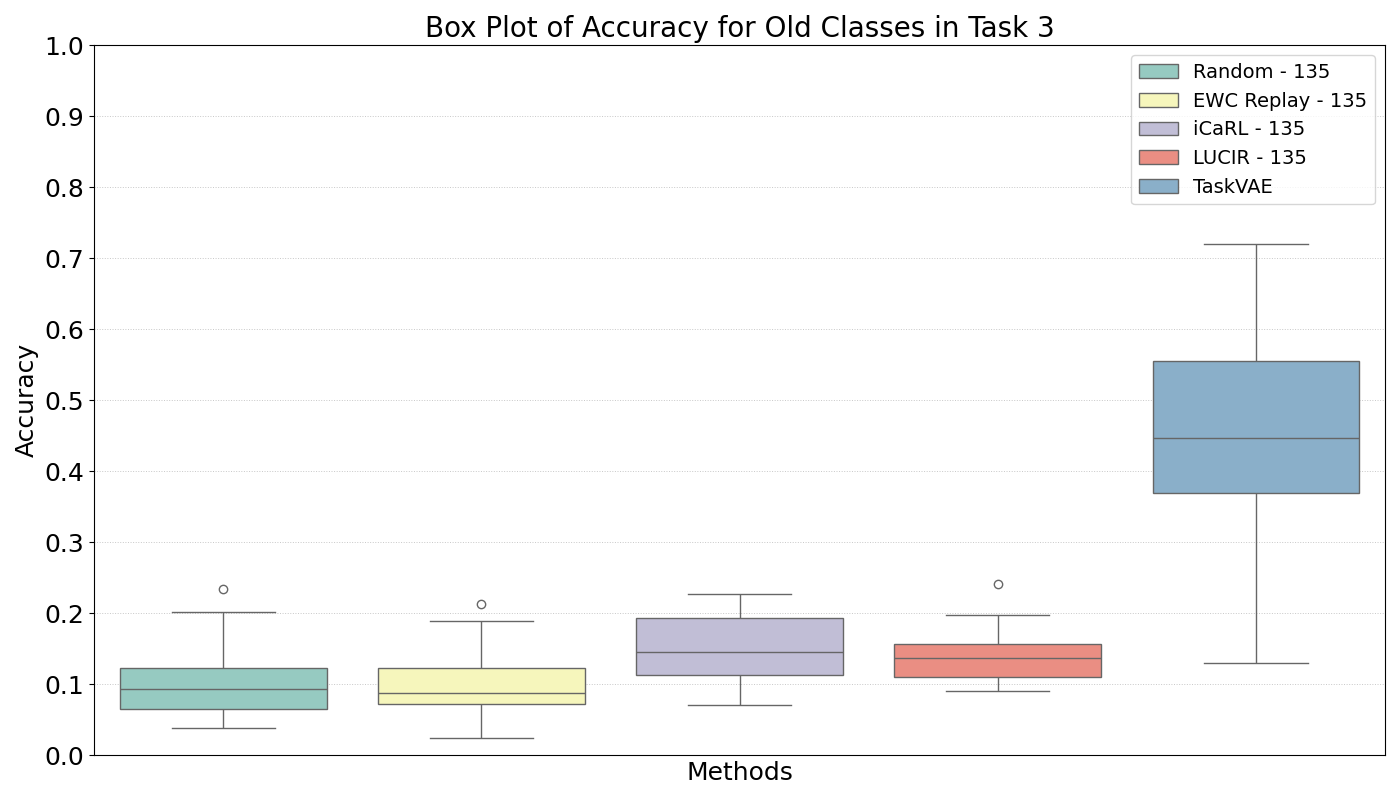 Box Plot of Accuracy for Old Classes in Task 3
1.0
0.9
0.8
0.7
0.6
0.5
0.4
0.3
0.2
0.1
0.0
Accuracy
Methods
Random - 135
EWC Replay - 135
iCaRL - 135
LUCIR - 135
TaskVAE